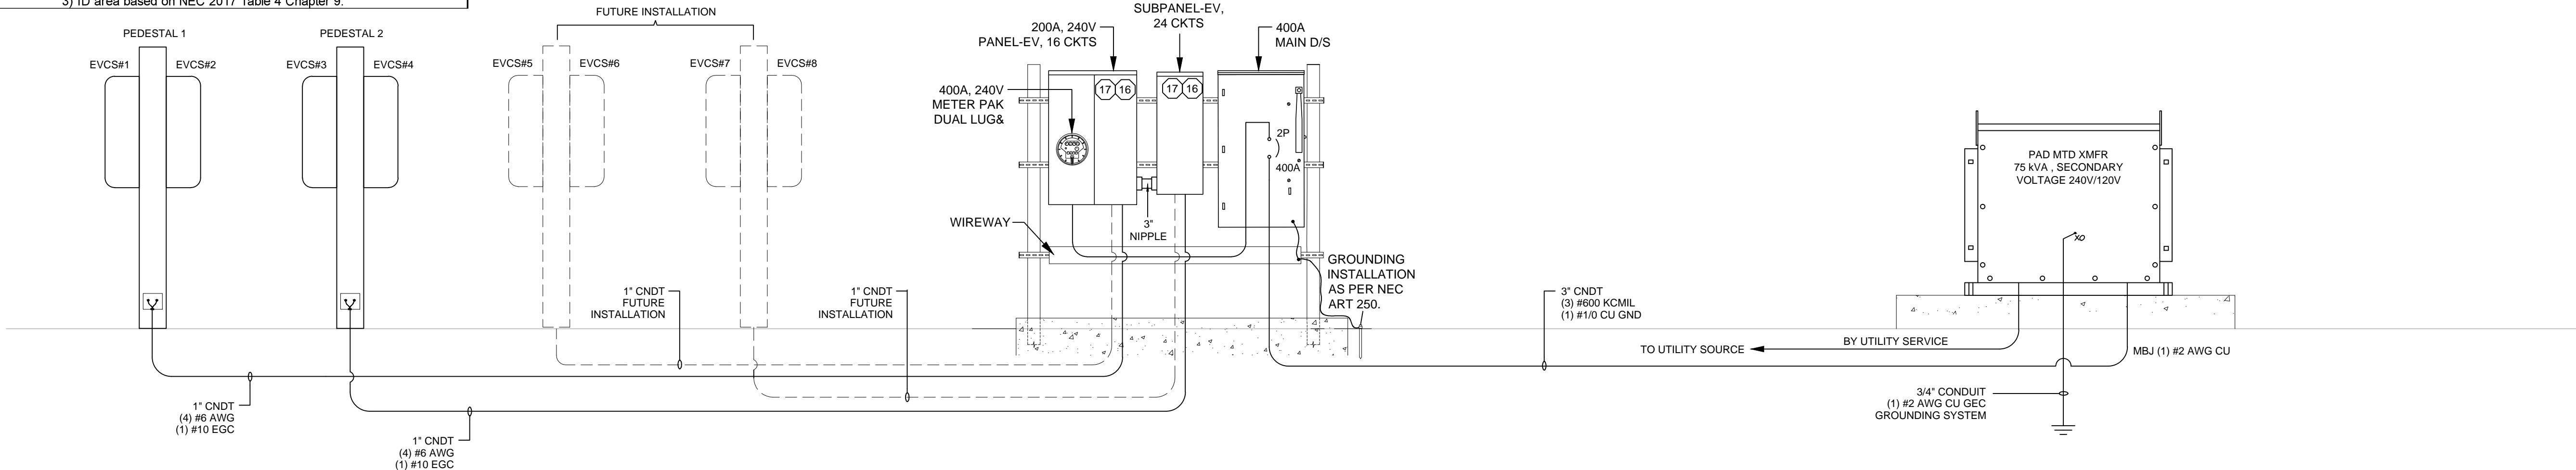 3) ID area based on NEC 2017 Table 4 Chapter 9.
PEDESTAL 1
EVCS#1
EVCS#2
PEDESTAL 2
EVCS#3
EVCS#4
FUTURE INSTALLATION
EVCS#5
EVCS#6
EVCS#7
EVCS#8
200A, 240V
PANEL-EV, 16 CKTS
SUBPANEL-EV,
24 CKTS
400A
MAIN D/S
400A, 240V
METER PAK
DUAL LUG&
17 16
17 16
2P
400A
WIREWAY
3"
NIPPLE
GROUNDING
INSTALLATION
AS PER NEC
ART 250.
1" CNDT
FUTURE
INSTALLATION
1" CNDT
FUTURE
INSTALLATION
3" CNDT
(3) #600 KCMIL
(1) #1/0 CU GND
PAD MTD XMFR
75 kVA , SECONDARY
VOLTAGE 240V/120V
XO
TO UTILITY SOURCE
BY UTILITY SERVICE
MBJ (1) #2 AWG CU
3/4" CONDUIT
(1) #2 AWG CU GEC
GROUNDING SYSTEM
1" CNDT
(4) #6 AWG
(1) #10 EGC
1" CNDT
(4) #6 AWG
(1) #10 EGC